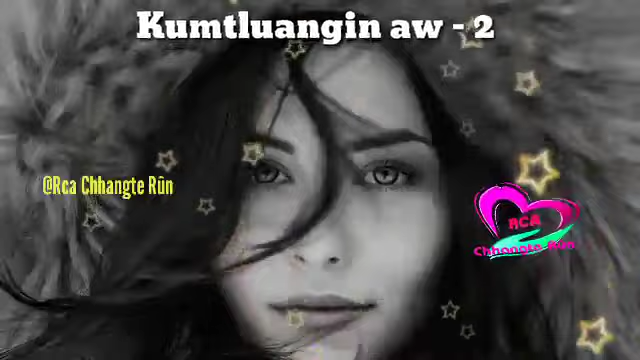 Kumtluangin aw - 2
@Rca Chhangte Rûn
RCA
Chhangte Rûn